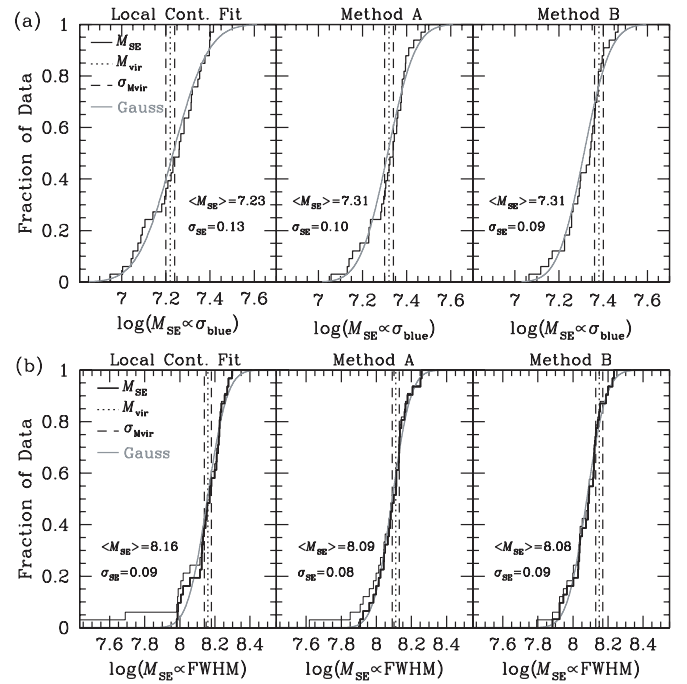 (a) Local Cont. Fit Method A Method B
Fraction of Data
1
0.8
0.6
0.4
0.2
0
M_SE
M_vir
σ_Mvir
Gauss
<M_SE>=7.23
σ_SE=0.13
<M_SE>=7.31
σ_SE=0.10
<M_SE>=7.31
σ_SE=0.09
7 7.2 7.4 7.6 7 7.2 7.4 7.6 7 7.2 7.4 7.6
log(M_SE∝σ_blue) log(M_SE∝σ_blue) log(M_SE∝σ_blue)
(b) Local Cont. Fit Method A Method B
Fraction of Data
1
0.8
0.6
0.4
0.2
0
M_SE
M_vir
σ_Mvir
Gauss
<M_SE>=8.16
σ_SE=0.09
<M_SE>=8.09
σ_SE=0.08
<M_SE>=8.08
σ_SE=0.09
7.6 7.8 8 8.2 8.4 7.6 7.8 8 8.2 8.4 7.6 7.8 8 8.2 8.4
log(M_SE∝FWHM) log(M_SE∝FWHM) log(M_SE∝FWHM)